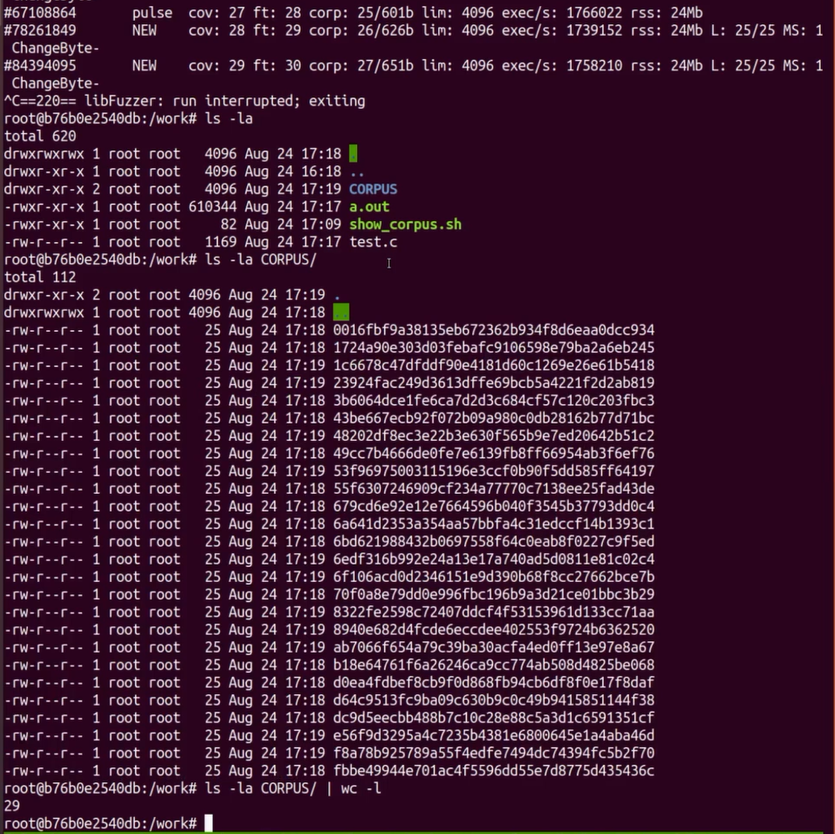 #67108864       pulse  cov: 27 ft: 28 corp: 25/601b lim: 4096 exec/s: 1766022 rss: 24Mb
#78261849       NEW    cov: 28 ft: 29 corp: 26/626b lim: 4096 exec/s: 1739152 rss: 24Mb L: 25/25 MS: 1
 ChangeByte-
#84394095       NEW    cov: 29 ft: 30 corp: 27/651b lim: 4096 exec/s: 1758210 rss: 24Mb L: 25/25 MS: 1
 ChangeByte-
^C==220== libFuzzer: run interrupted; exiting
root@b76b0e2540db:/work# ls -la
total 620
drwxrwxrwx 1 root root   4096 Aug 24 17:18 .
drwxr-xr-x 1 root root   4096 Aug 24 16:18 ..
drwxr-xr-x 2 root root   4096 Aug 24 17:19 CORPUS
-rwxr-xr-x 1 root root 610344 Aug 24 17:17 a.out
-rwxr-xr-x 1 root root     82 Aug 24 17:09 show_corpus.sh
-rw-r--r-- 1 root root   1169 Aug 24 17:17 test.c
root@b76b0e2540db:/work# ls -la CORPUS/
total 112
drwxr-xr-x 2 root root 4096 Aug 24 17:19 .
drwxrwxrwx 1 root root 4096 Aug 24 17:18 ..
-rw-r--r-- 1 root root   25 Aug 24 17:18 0016fbf9a38135eb672362b934f8d6eaa0dcc934
-rw-r--r-- 1 root root   25 Aug 24 17:18 1724a90e303d03febafc9106598e79ba2a6eb245
-rw-r--r-- 1 root root   25 Aug 24 17:18 1c6678c47dfddf90e4181d60c1269e26e61b5418
-rw-r--r-- 1 root root   25 Aug 24 17:19 23924fac249d3613dffe69bcb5a4221f2d2ab819
-rw-r--r-- 1 root root   25 Aug 24 17:18 3b6064dce1fe6ca7d2d3c684cf57c120c203fbc3
-rw-r--r-- 1 root root   25 Aug 24 17:18 43be667ecb92f072b09a980c0db28162b77d71bc
-rw-r--r-- 1 root root   25 Aug 24 17:18 48202df8ec3e22b3e630f565b9e7ed20642b51c2
-rw-r--r-- 1 root root   25 Aug 24 17:18 49cc7b4666de0fe7e6139fb8ff66954ab3f6ef76
-rw-r--r-- 1 root root   25 Aug 24 17:19 53f96975003115196e3ccf0b90f5dd585ff64197
-rw-r--r-- 1 root root   25 Aug 24 17:18 55f6307246909cf234a77770c7138ee25fad43de
-rw-r--r-- 1 root root   25 Aug 24 17:18 679cd6e92e12e7664596b040f3545b37793dd0c4
-rw-r--r-- 1 root root   25 Aug 24 17:18 6a641d2353a354aa57bbfa4c31edccf14b1393c1
-rw-r--r-- 1 root root   25 Aug 24 17:18 6bd621988432b0697558f64c0eab8f0227c9f5ed
-rw-r--r-- 1 root root   25 Aug 24 17:19 6edf316b992e24a13e17a740ad5d0811e81c02c4
-rw-r--r-- 1 root root   25 Aug 24 17:18 6f106acd0d2346151e9d390b68f8cc27662bce7b
-rw-r--r-- 1 root root   25 Aug 24 17:18 70f0a8e79dd0e996fbc196b9a3d21ce01bbc3b29
-rw-r--r-- 1 root root   25 Aug 24 17:19 8322fe2598c72407ddcf4f53153961d133cc71aa
-rw-r--r-- 1 root root   25 Aug 24 17:18 8940e682d4fcde6eccdee402553f9724b6362520
-rw-r--r-- 1 root root   25 Aug 24 17:19 ab7066f654a79c39ba30acfa4ed0ff13e97e8a67
-rw-r--r-- 1 root root   25 Aug 24 17:18 b18e64761f6a26246ca9cc774ab508d4825be068
-rw-r--r-- 1 root root   25 Aug 24 17:18 d0ea4fdbef8cb9f0d868fb94cb6df8f0e17f8daf
-rw-r--r-- 1 root root   25 Aug 24 17:18 d64c9513fc9ba09c630b9c0c49b9415851144f38
-rw-r--r-- 1 root root   25 Aug 24 17:18 dc9d5eecbb488b7c10c28e88c5a3d1c6591351cf
-rw-r--r-- 1 root root   25 Aug 24 17:19 e56f9d3295a4c7235b4381e6800645e1a4aba46d
-rw-r--r-- 1 root root   25 Aug 24 17:19 f8a78b925789a55f4edfe7494dc74394fc5b2f70
-rw-r--r-- 1 root root   25 Aug 24 17:18 fbbe49944e701ac4f5596dd55e7d8775d435436c
root@b76b0e2540db:/work# ls -la CORPUS/ | wc -l
29
root@b76b0e2540db:/work#